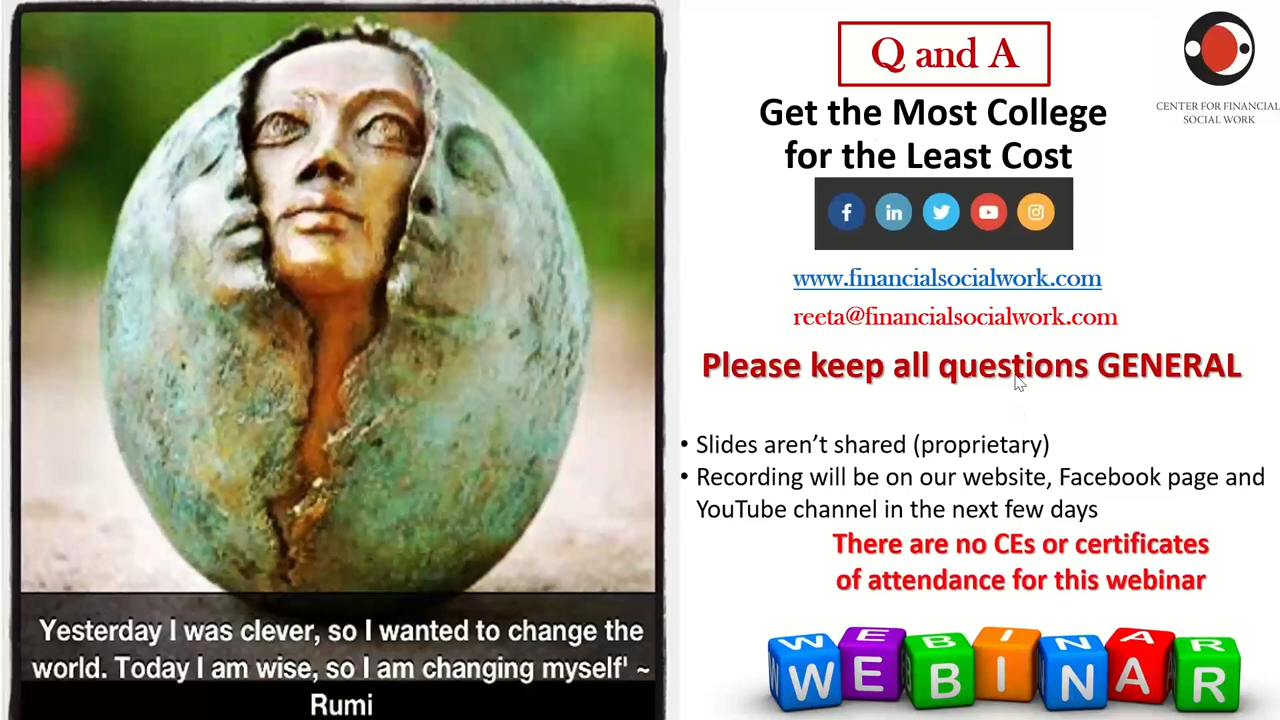 Yesterday I was clever, so I wanted to change the
world. Today I am wise, so I am changing myself' ~
Rumi
Q and A
CENTER FOR FINANCIAL
SOCIAL WORK
Get the Most College
for the Least Cost
f in
www.financialsocialwork.com
reeta@financialsocialwork.com
Please keep all questions GENERAL
• Slides aren't shared (proprietary)
• Recording will be on our website, Facebook page and
YouTube channel in the next few days
There are no CEs or certificates
of attendance for this webinar
WEBINAR
WEBINAR